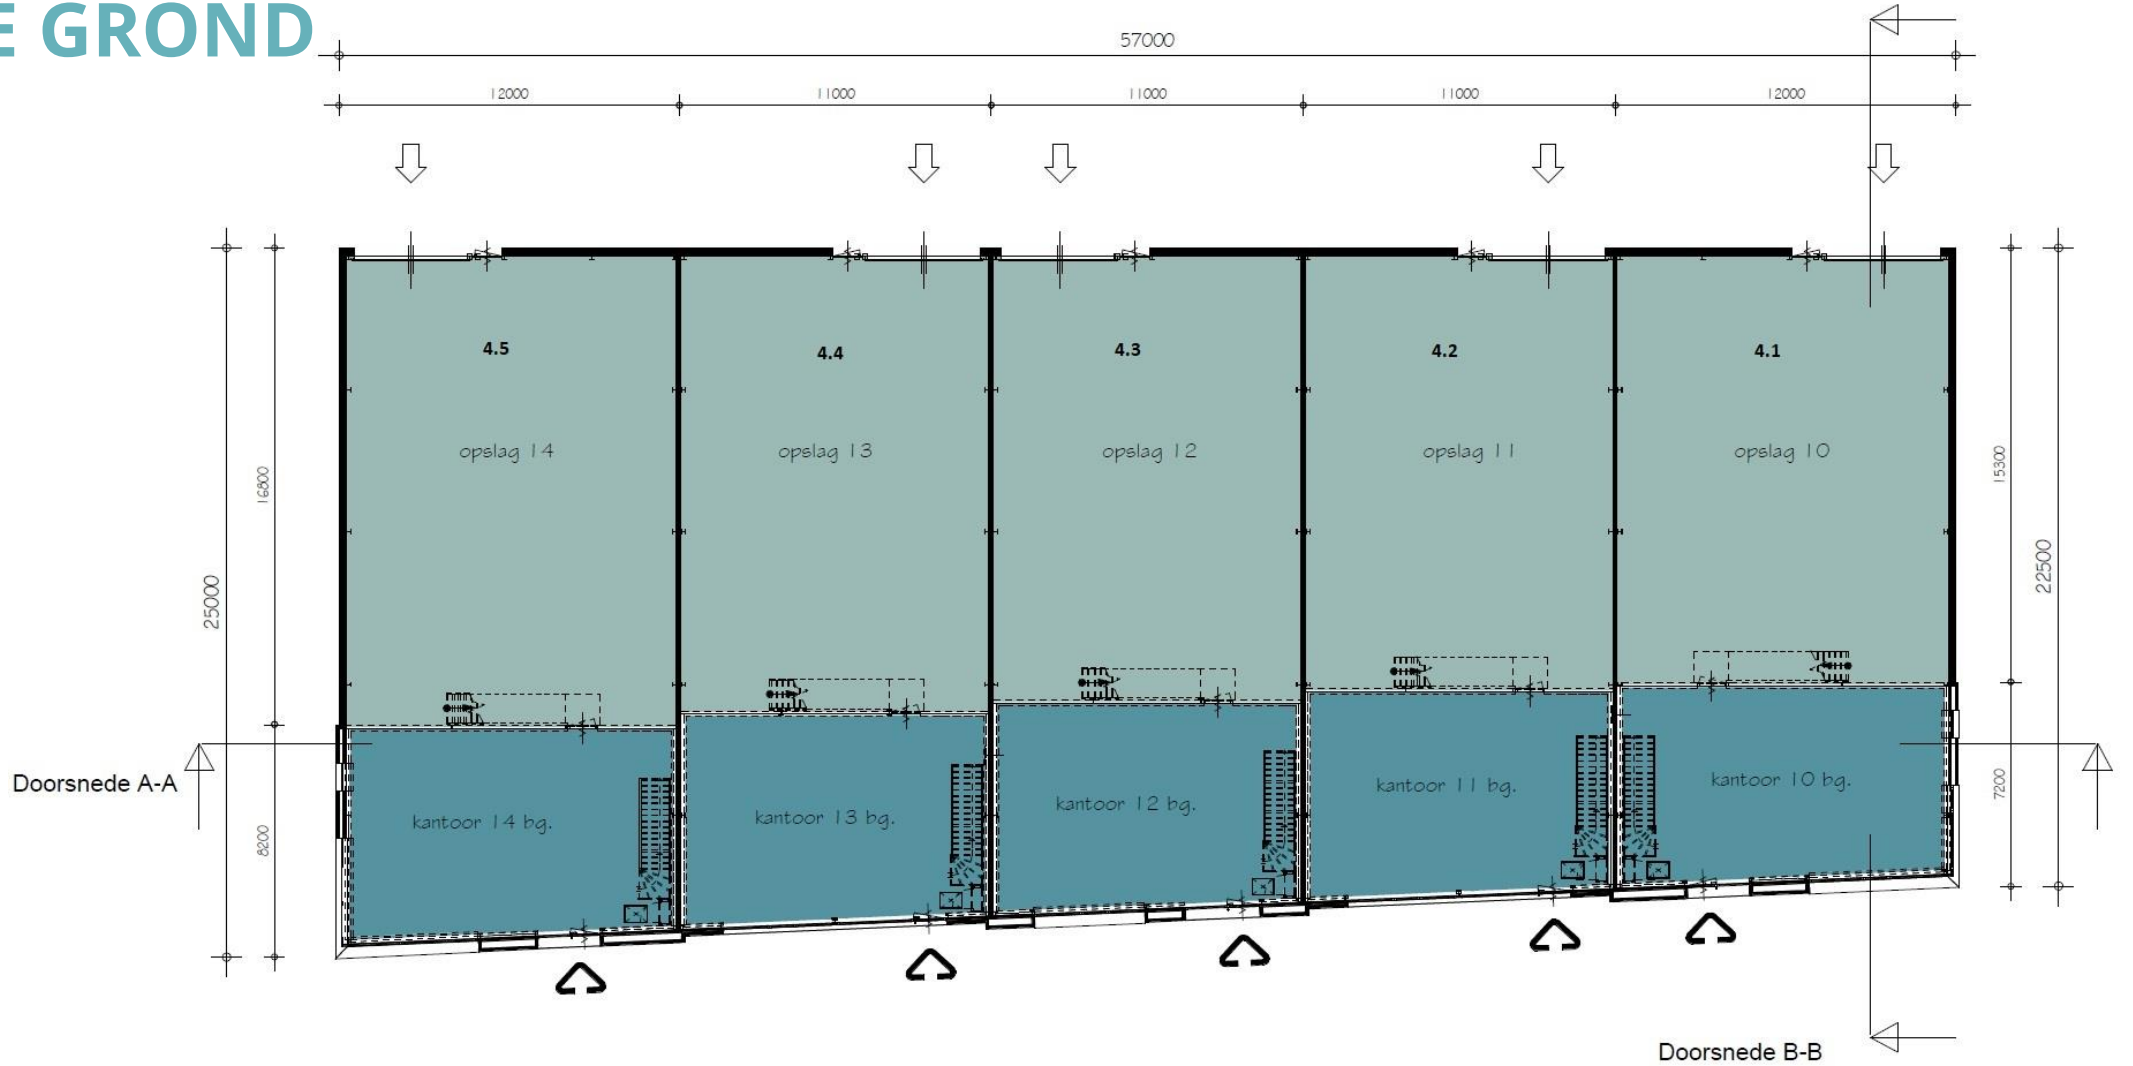 E GROND
57000
12000 11000 11000 11000 12000
4.5 4.4 4.3 4.2 4.1
opslag 14 opslag 13 opslag 12 opslag 11 opslag 10
16800
15300
25000
22500
Doorsnede A-A
kantoor 14 bg. kantoor 13 bg. kantoor 12 bg. kantoor 11 bg. kantoor 10 bg.
8200
7200
Doorsnede B-B